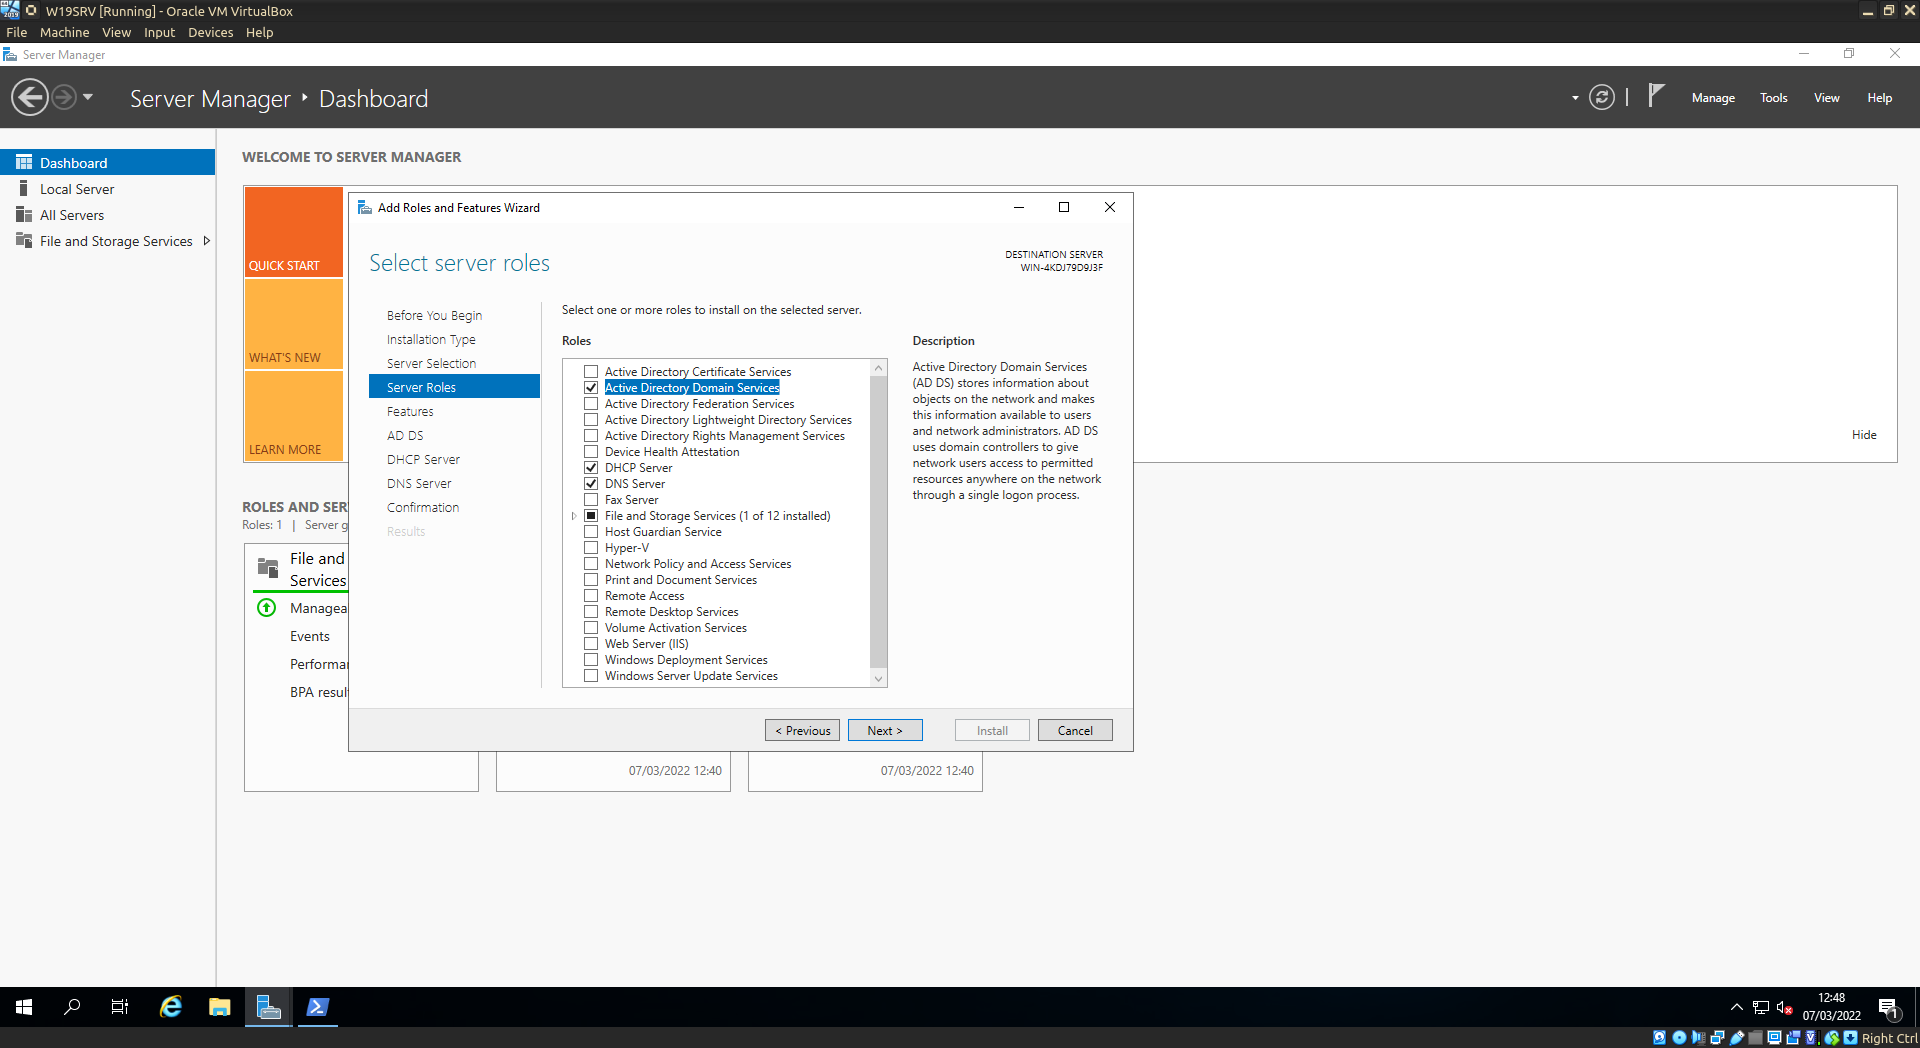 W19SRV [Running] - Oracle VM VirtualBox
File Machine View Input Devices Help
Server Manager
Server Manager Dashboard
Manage Tools View Help
Dashboard
Local Server
All Servers
File and Storage Services
WELCOME TO SERVER MANAGER
QUICK START
WHAT'S NEW
LEARN MORE
Hide
ROLES AND SER
Roles: 1 | Server g
File and
Services
Managea
Events
Performa
BPA resul
07/03/2022 12:40
07/03/2022 12:40
Add Roles and Features Wizard
Select server roles
DESTINATION SERVER
WIN-4KDJ79D9J3F
Before You Begin
Installation Type
Server Selection
Server Roles
Features
AD DS
DHCP Server
DNS Server
Confirmation
Results
Select one or more roles to install on the selected server.
Roles
Active Directory Certificate Services
Active Directory Domain Services
Active Directory Federation Services
Active Directory Lightweight Directory Services
Active Directory Rights Management Services
Device Health Attestation
DHCP Server
DNS Server
Fax Server
File and Storage Services (1 of 12 installed)
Host Guardian Service
Hyper-V
Network Policy and Access Services
Print and Document Services
Remote Access
Remote Desktop Services
Volume Activation Services
Web Server (IIS)
Windows Deployment Services
Windows Server Update Services
Description
Active Directory Domain Services
(AD DS) stores information about
objects on the network and makes
this information available to users
and network administrators. AD DS
uses domain controllers to give
network users access to permitted
resources anywhere on the network
through a single logon process.
< Previous
Next >
Install
Cancel
12:48
07/03/2022
1
Right Ctrl